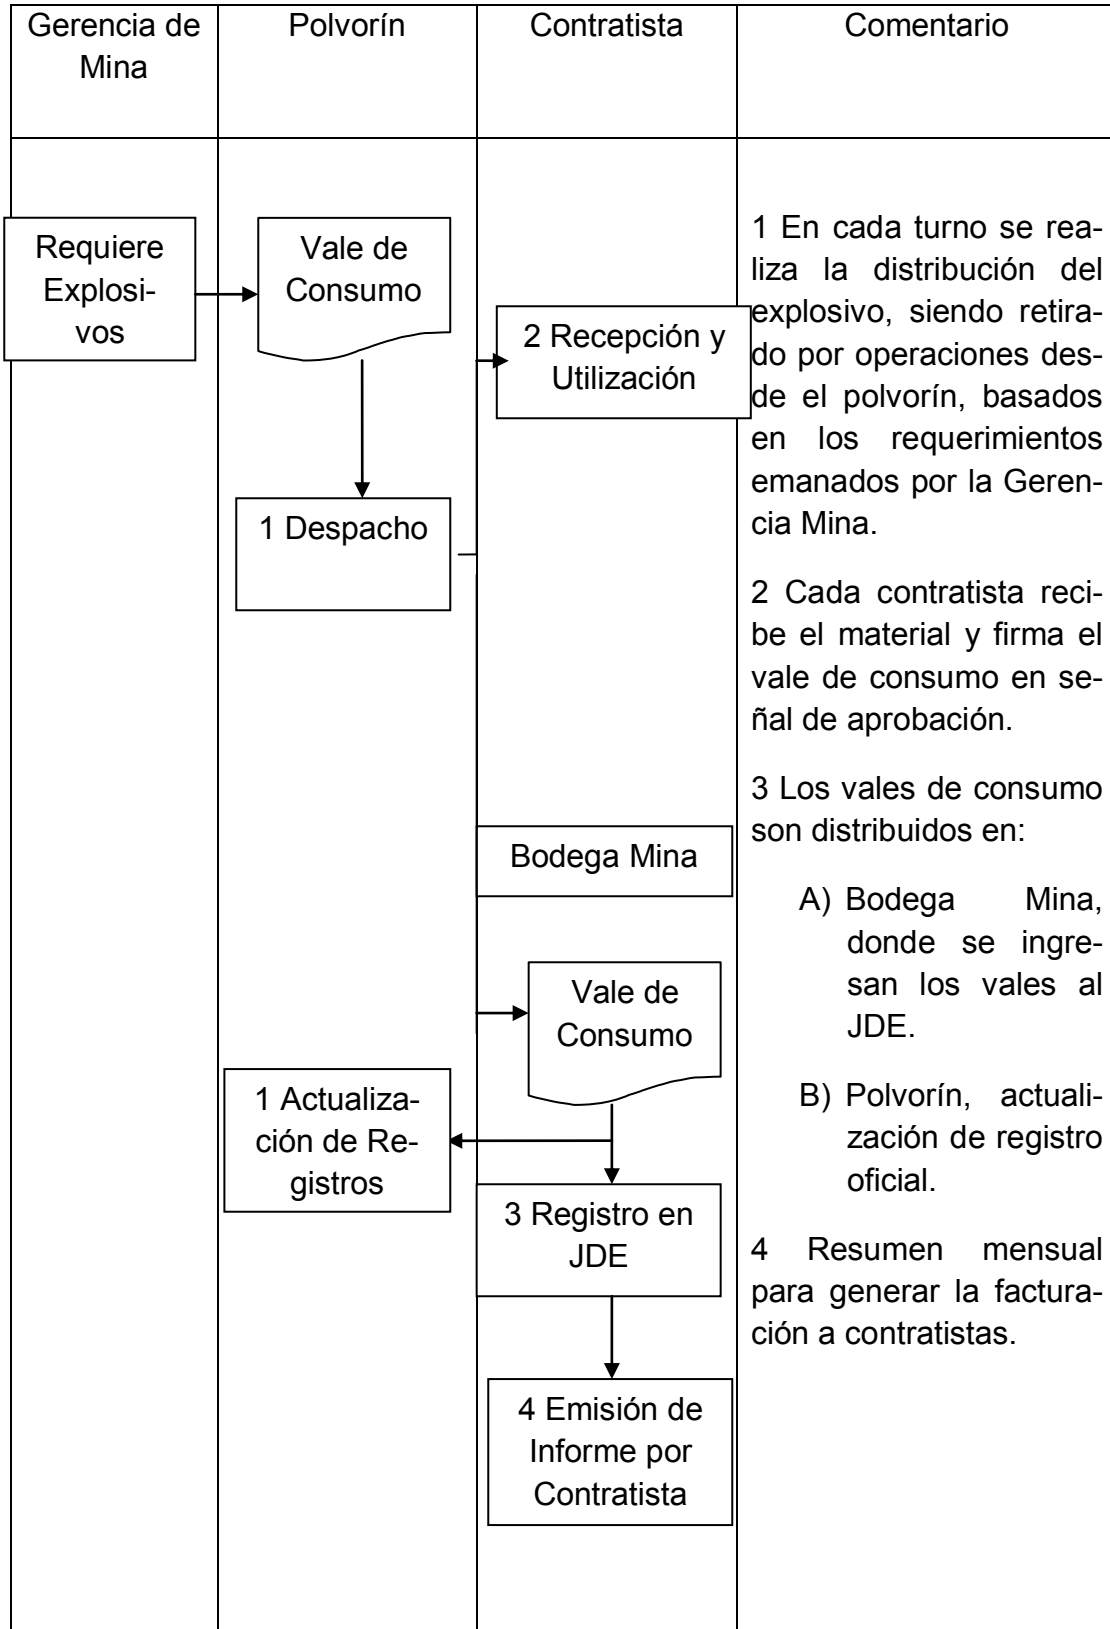 Gerencia de
Mina
Polvorín
Contratista
Comentario
Requiere
Explosi-
vos
Vale de
Consumo
2 Recepción y
Utilización
1 Despacho
Bodega Mina
Vale de
Consumo
1 Actualiza-
ción de Re-
gistros
3 Registro en
JDE
4 Emisión de
Informe por
Contratista
1 En cada turno se rea-
liza la distribución del
explosivo, siendo retira-
do por operaciones des-
de el polvorín, basados
en los requerimientos
emanados por la Geren-
cia Mina.
2 Cada contratista reci-
be el material y firma el
vale de consumo en se-
ñal de aprobación.
3 Los vales de consumo
son distribuidos en:
A) Bodega Mina,
donde se ingre-
san los vales al
JDE.
B) Polvorín, actuali-
zación de registro
oficial.
4 Resumen mensual
para generar la factura-
ción a contratistas.